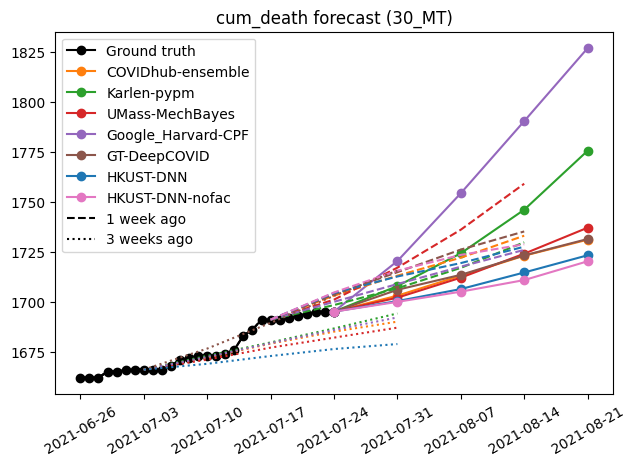 cum_death forecast (30_MT)
1825
1800
1775
1750
1725
1700
1675
Ground truth
COVIDhub-ensemble
Karlen-pypm
UMass-MechBayes
Google_Harvard-CPF
GT-DeepCOVID
HKUST-DNN
HKUST-DNN-nofac
1 week ago
3 weeks ago
2021-06-26
2021-07-03
2021-07-10
2021-07-17
2021-07-24
2021-07-31
2021-08-07
2021-08-14
2021-08-21